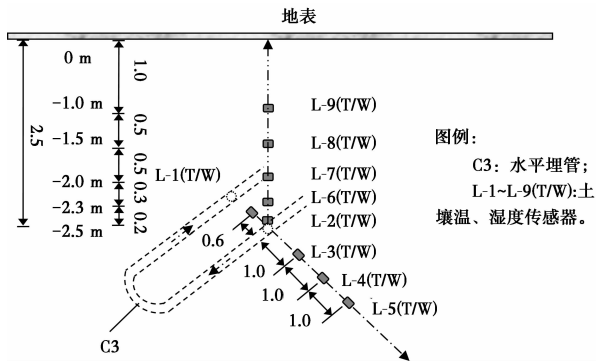 地表
0 m
1.0
-1.0 m
L-9(T/W)
0.5
-1.5 m
L-8(T/W)
2.5
0.5
L-1(T/W)
L-7(T/W)
-2.0 m
0.3
L-6(T/W)
-2.3 m
0.2
L-2(T/W)
-2.5 m
0.6
L-3(T/W)
1.0
L-4(T/W)
1.0
L-5(T/W)
1.0
C3
图例：
C3：水平埋管；
L-1~L-9(T/W):土
壤温、湿度传感器。